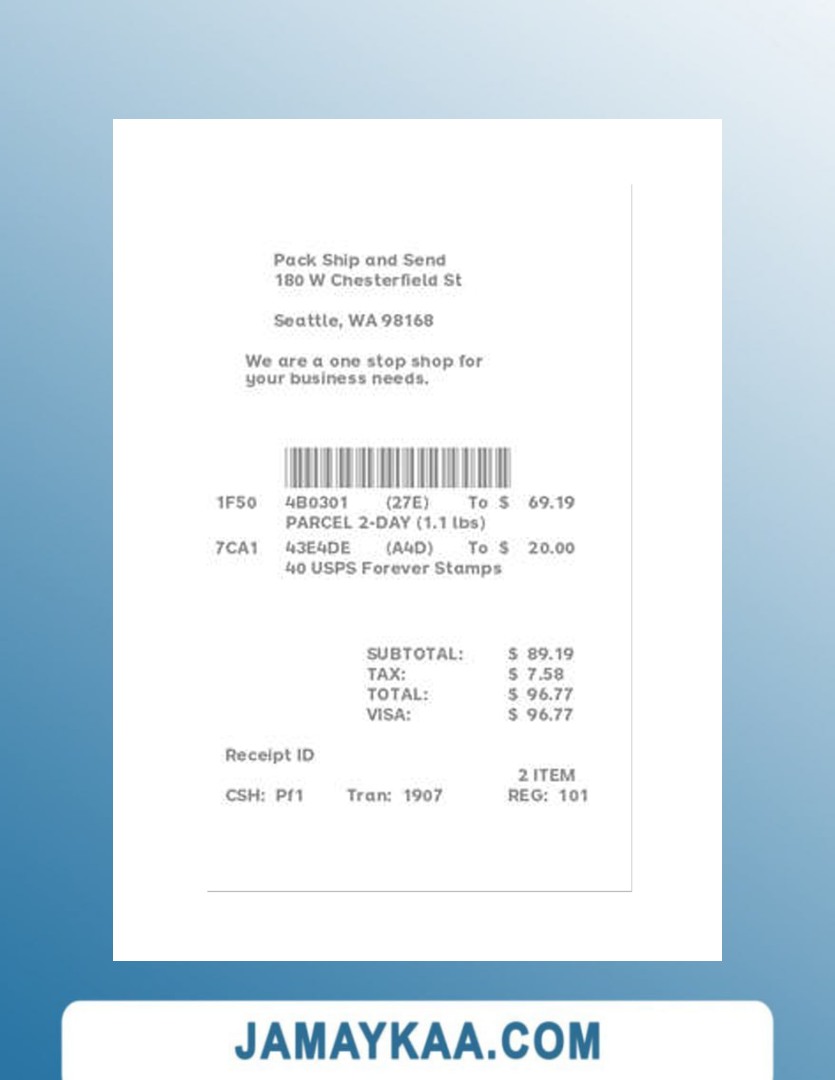 Pack Ship and Send
180 W Chesterfield St
Seattle, WA 98168
We are a one stop shop for
your business needs.
1F50 4B0301 (27E) To $ 69.19
PARCEL 2-DAY (1.1 lbs)
7CA1 43E4DE (A4D) To $ 20.00
40 USPS Forever Stamps
SUBTOTAL: $ 89.19
TAX: $ 7.58
TOTAL: $ 96.77
VISA: $ 96.77
Receipt ID
2 ITEM
CSH: Pf1 Tran: 1907 REG: 101
JAMAYKAA.COM